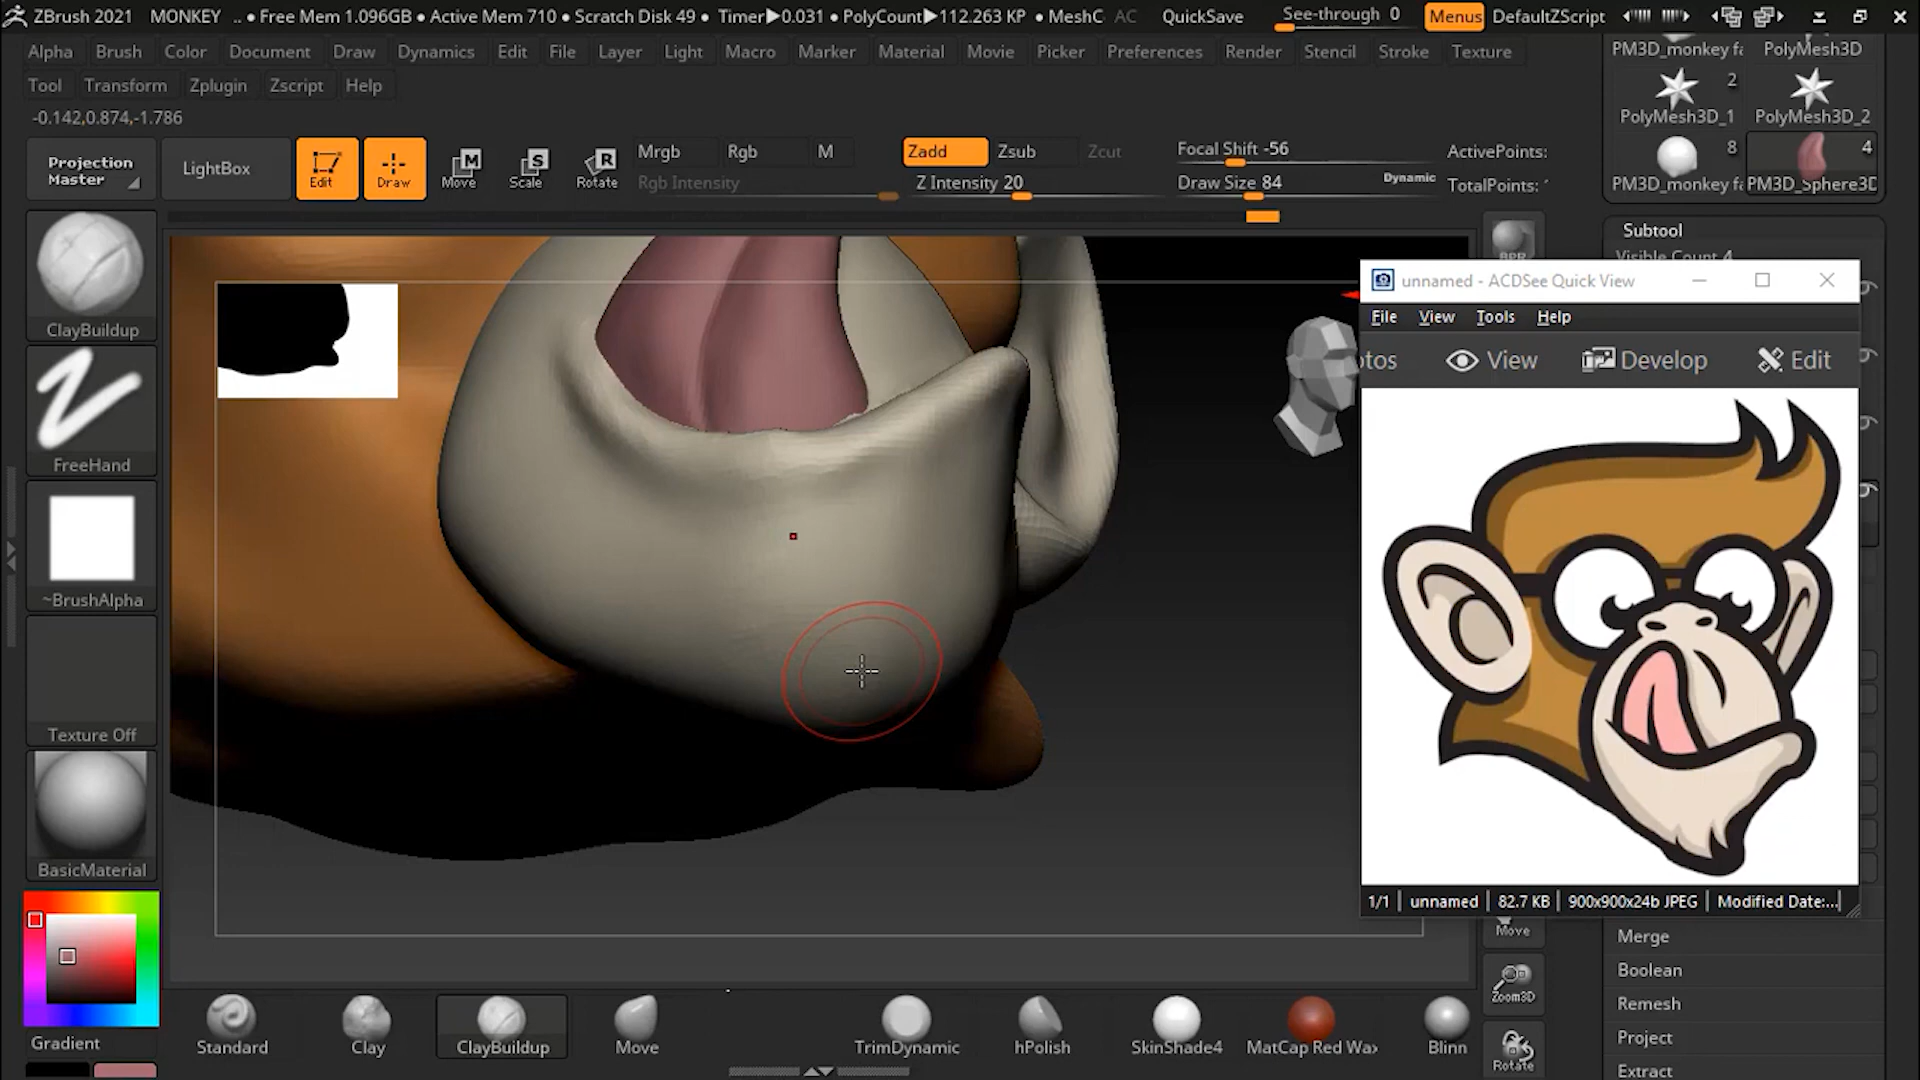 ZBrush 2021 MONKEY .. • Free Mem 1.096GB • Active Mem 710 • Scratch Disk 49 • Timer▶0.031 • PolyCount▶112.263 KP • MeshC AC QuickSave See-through 0 Menus DefaultZScript
Alpha Brush Color Document Draw Dynamics Edit File Layer Light Macro Marker Material Movie Picker Preferences Render Stencil Stroke Texture
Tool Transform Zplugin Zscript Help
-0.142,0.874,-1.786
Projection Master
LightBox
Edit
Draw
M
Move
S
Scale
R
Rotate
Mrgb Rgb M
Rgb Intensity
Zadd Zsub Zcut
Z Intensity 20
Focal Shift -56
Draw Size 84 Dynamic
ActivePoints:
TotalPoints:
PM3D_monkey PolyMesh3D
2
PolyMesh3D_1 PolyMesh3D_2
8 4
PM3D_monkey PM3D_Sphere3D
Subtool
Visible Count 4
BPR
ClayBuildup
FreeHand
~BrushAlpha
Texture Off
BasicMaterial
Gradient
unnamed - ACDSee Quick View
File View Tools Help
otos View Develop Edit
1/1 unnamed 82.7 KB 900x900x24b JPEG Modified Date:...
Move
Zoom3D
Rotate
Merge
Boolean
Remesh
Project
Extract
Standard Clay ClayBuildup Move TrimDynamic hPolish SkinShade4 MatCap Red Wax Blinn